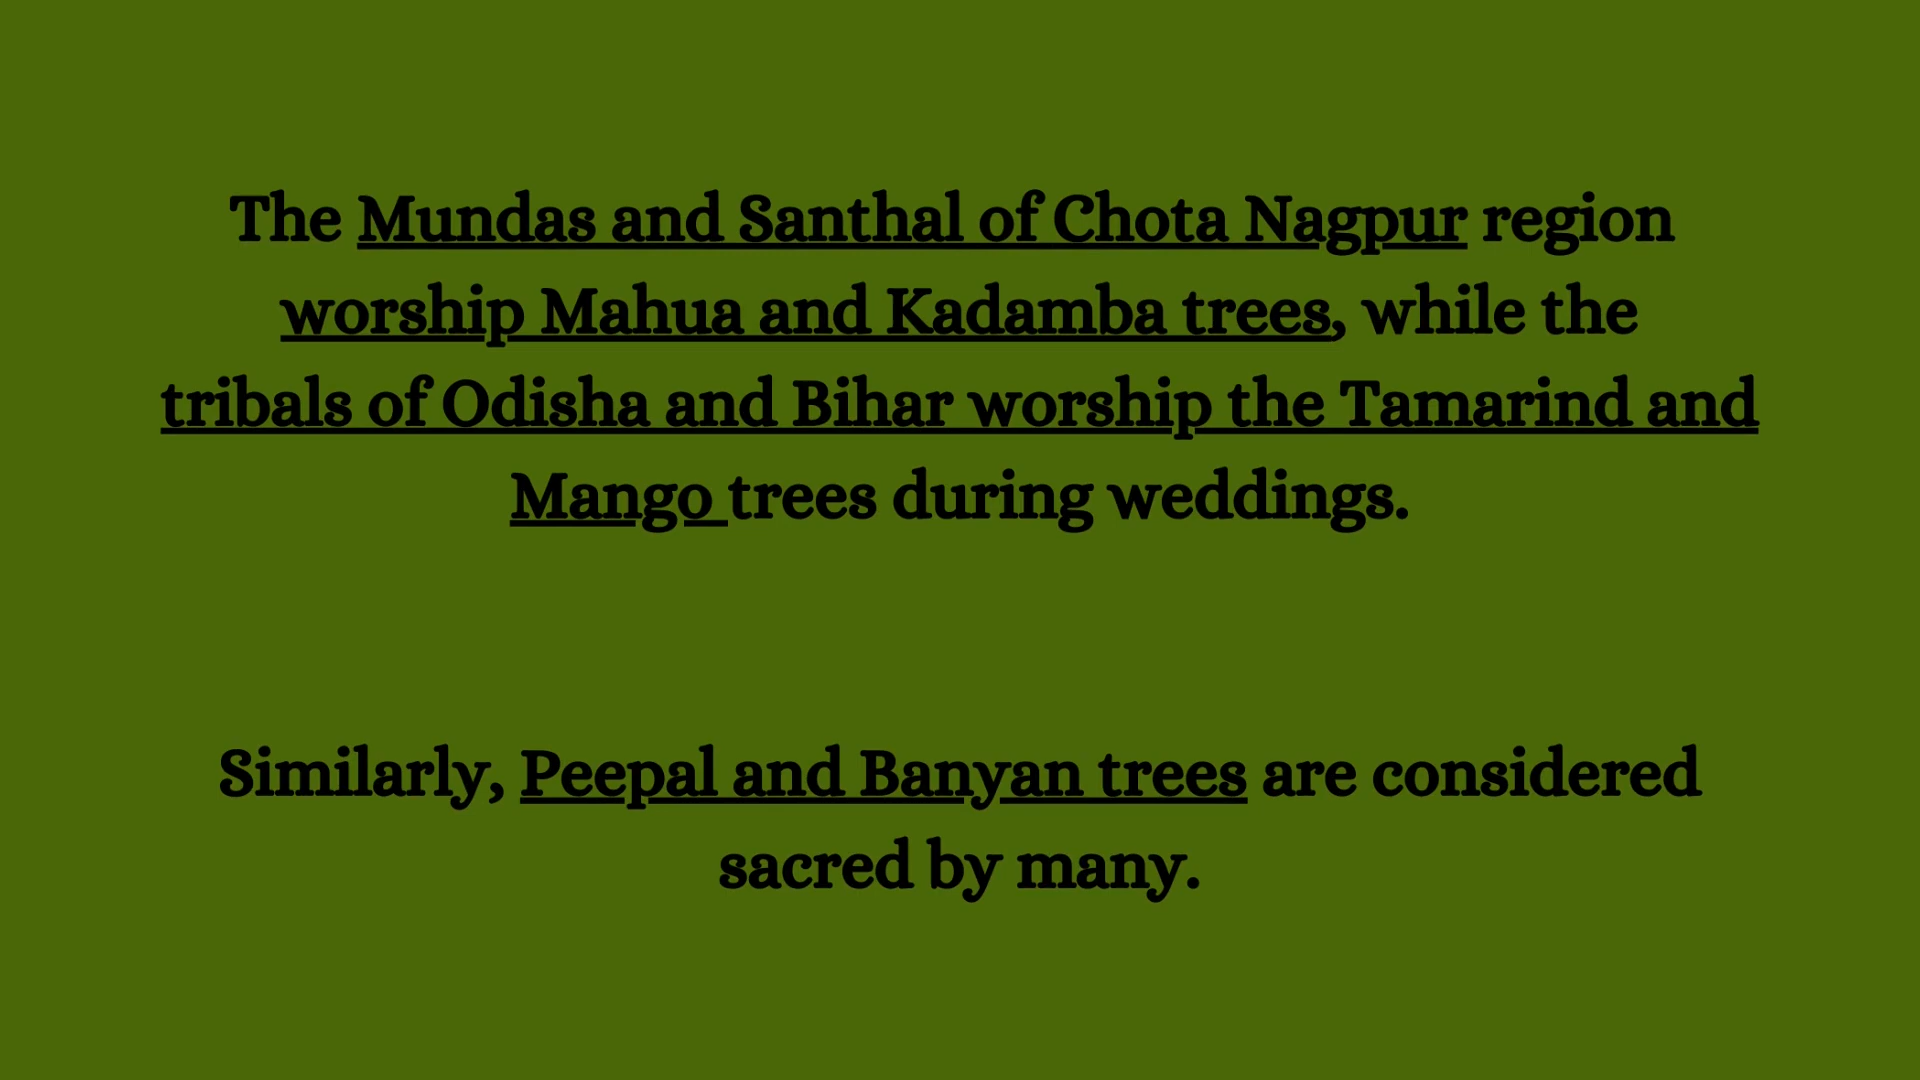 The Mundas and Santhal of Chota Nagpur region
worship Mahua and Kadamba trees, while the
tribals of Odisha and Bihar worship the Tamarind and
Mango trees during weddings.
Similarly, Peepal and Banyan trees are considered
sacred by many.